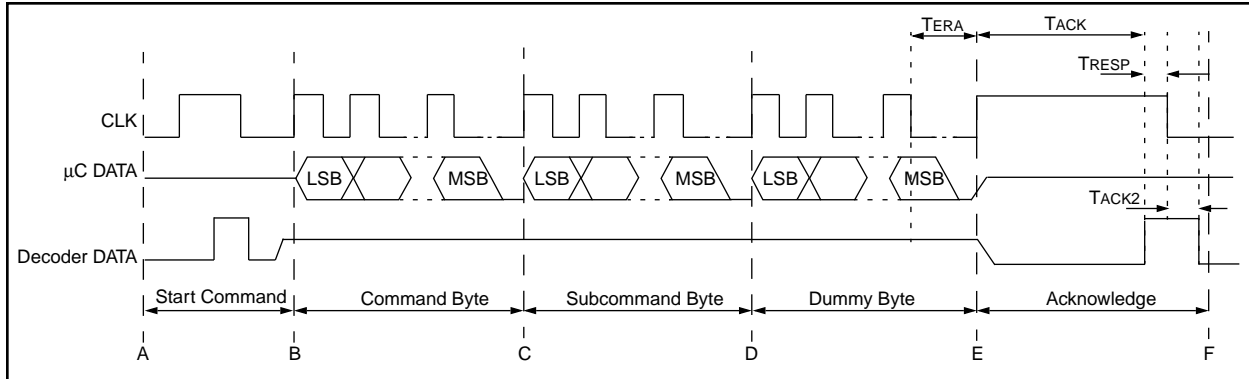 TERA
TACK
TRESP
CLK
μC DATA
LSB
MSB
LSB
MSB
LSB
MSB
TACK2
Decoder DATA
Start Command
Command Byte
Subcommand Byte
Dummy Byte
Acknowledge
A
B
C
D
E
F